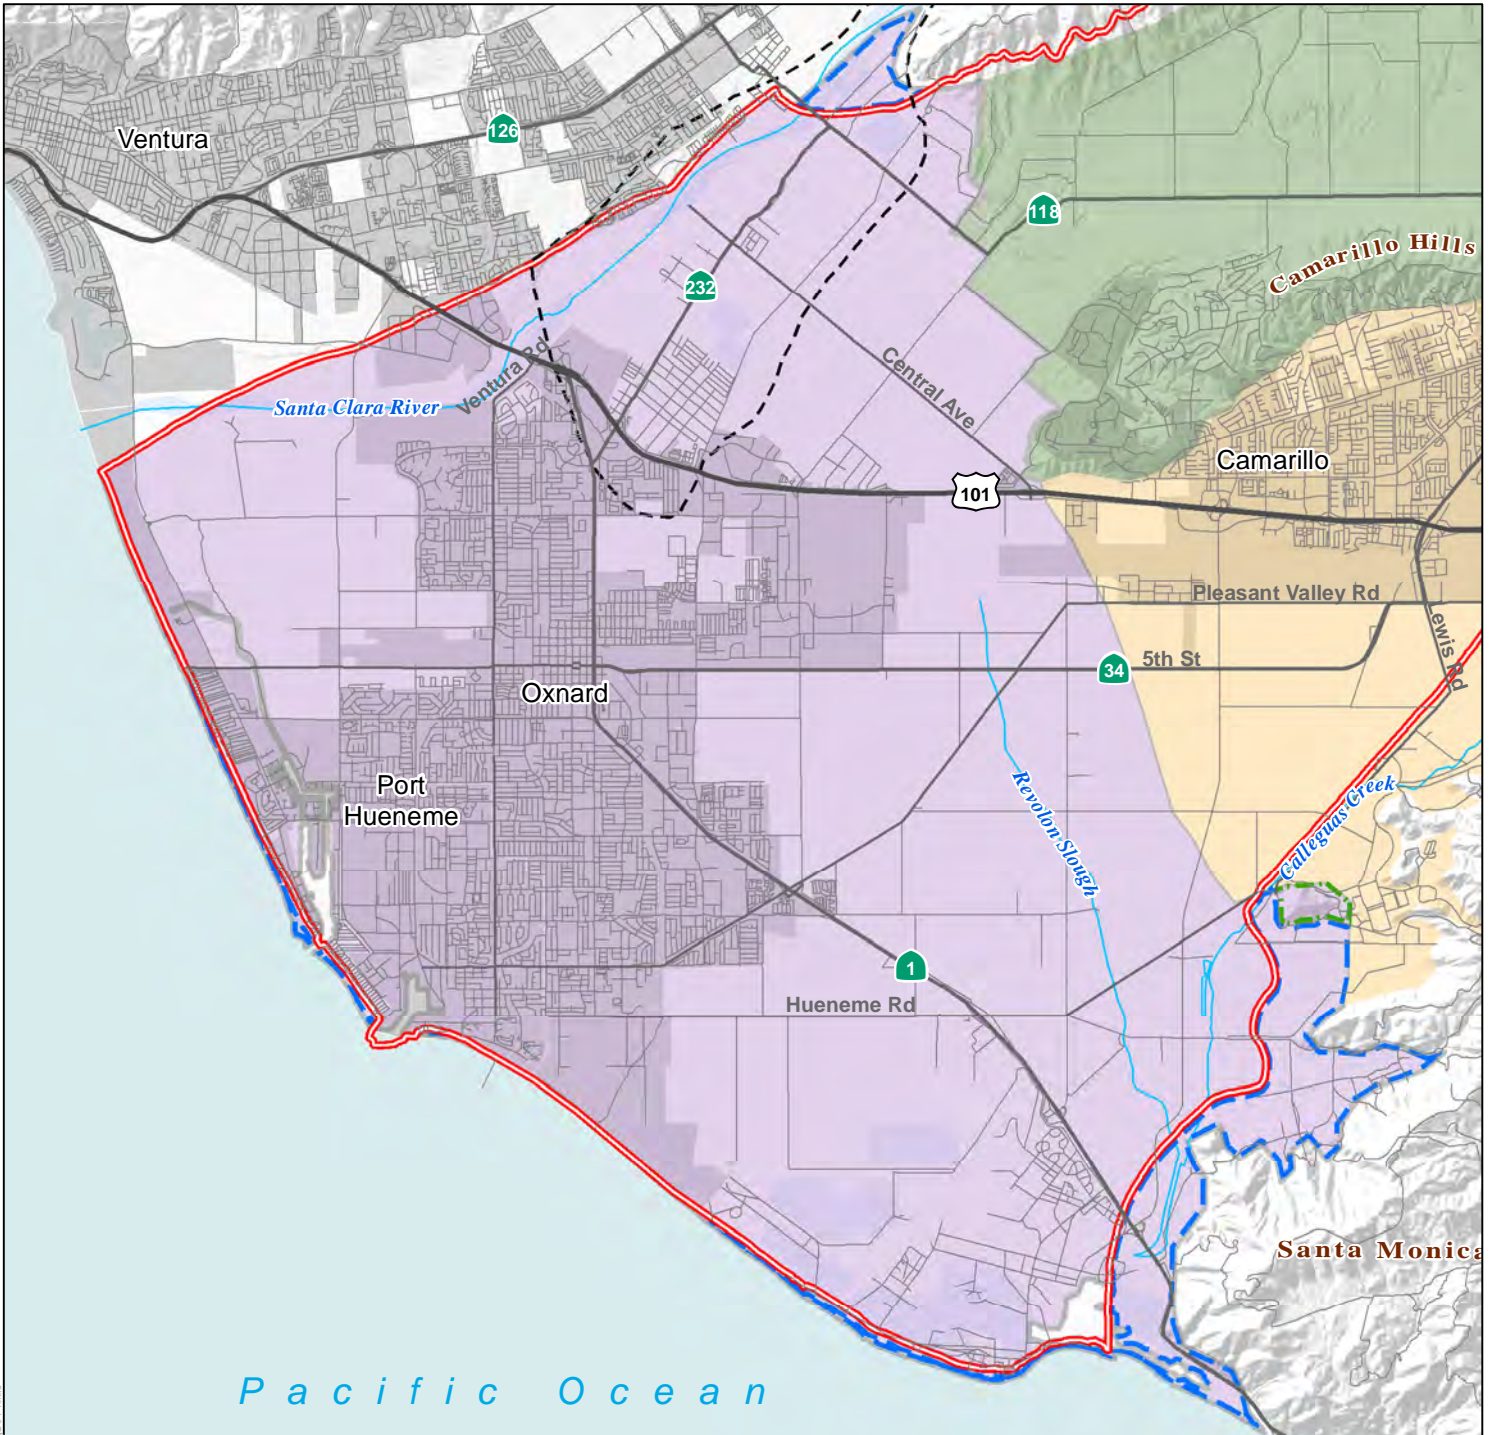 Ventura
126
118
Camarillo Hills
232
Central Ave
Ventura Rd
Santa Clara River
Camarillo
101
Pleasant Valley Rd
Lewis Rd
5th St
34
Oxnard
Port
Hueneme
Revolon Slough
Calleguas Creek
1
Hueneme Rd
Santa Monica
Pacific Ocean